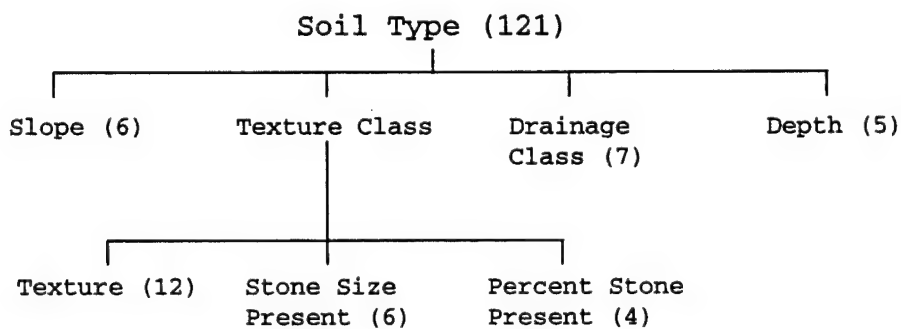 Soil Type (121)
Slope (6)
Texture Class
Drainage
Class (7)
Depth (5)
Texture (12)
Stone Size
Present (6)
Percent Stone
Present (4)